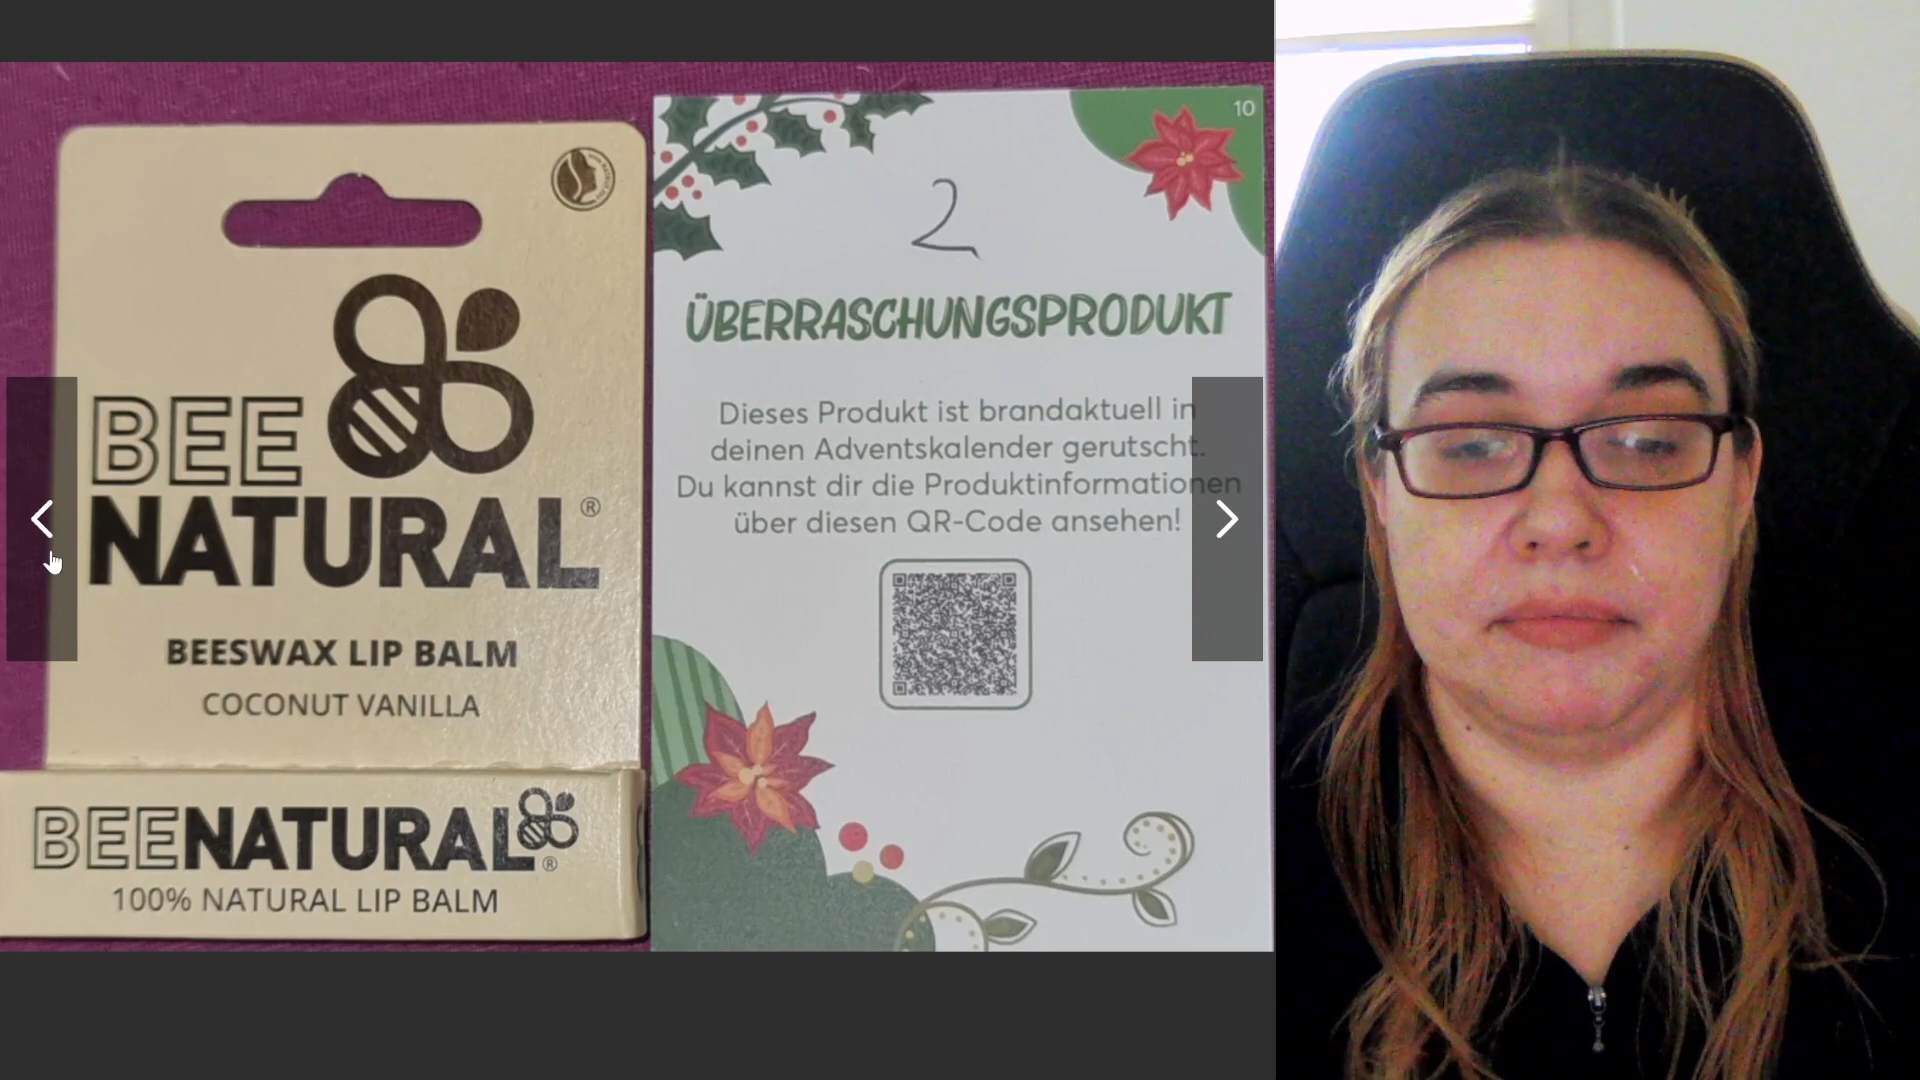 BEE
NATURAL®
BEESWAX LIP BALM
COCONUT VANILLA
BEENATURAL®
100% NATURAL LIP BALM
10
2
ÜBERRASCHUNGSPRODUKT
Dieses Produkt ist brandaktuell in
deinen Adventskalender gerutscht.
Du kannst dir die Produktinformationen
über diesen QR-Code ansehen!